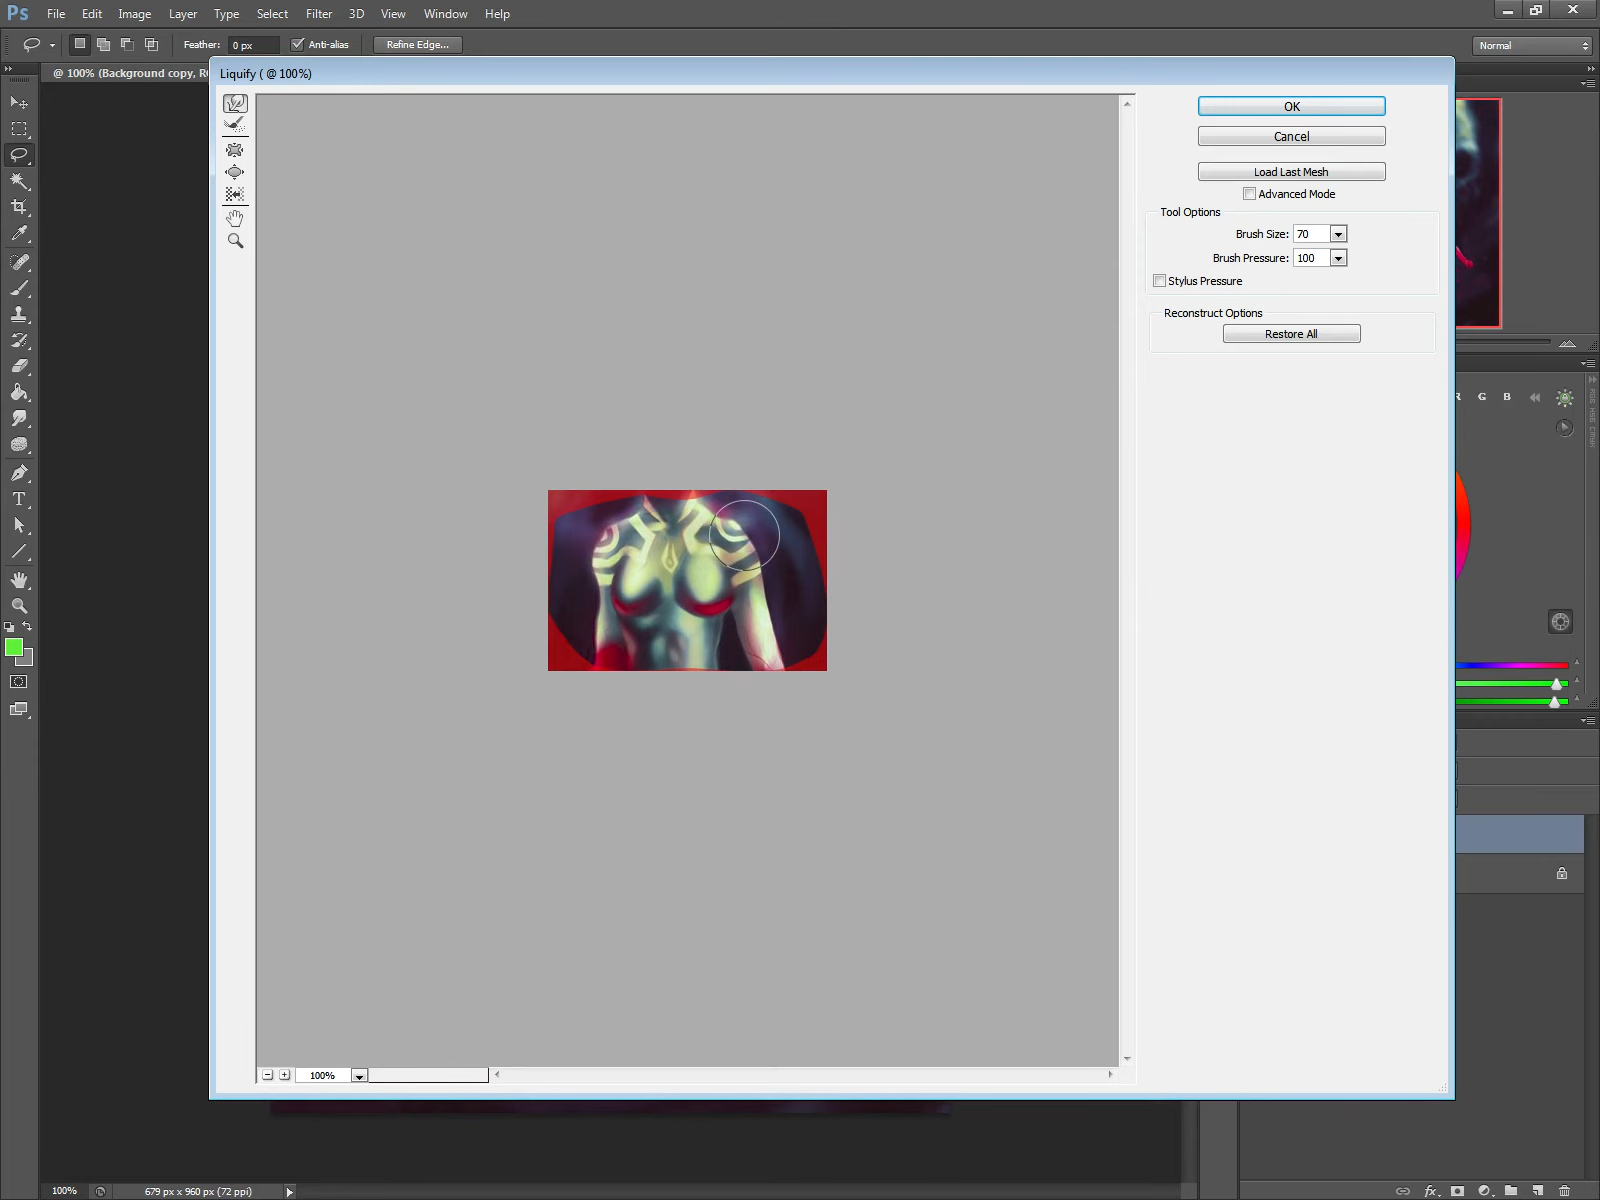 Ps File Edit Image Layer Type Select Filter 3D View Window Help
Feather: 0 px Anti-alias Refine Edge... Normal
@ 100% (Background copy, R
Liquify ( @ 100%)
OK
Cancel
Load Last Mesh
Advanced Mode
Tool Options
Brush Size: 70
Brush Pressure: 100
Stylus Pressure
Reconstruct Options
Restore All
R G B
T
100%
100% 679 px x 960 px (72 ppi)
fx